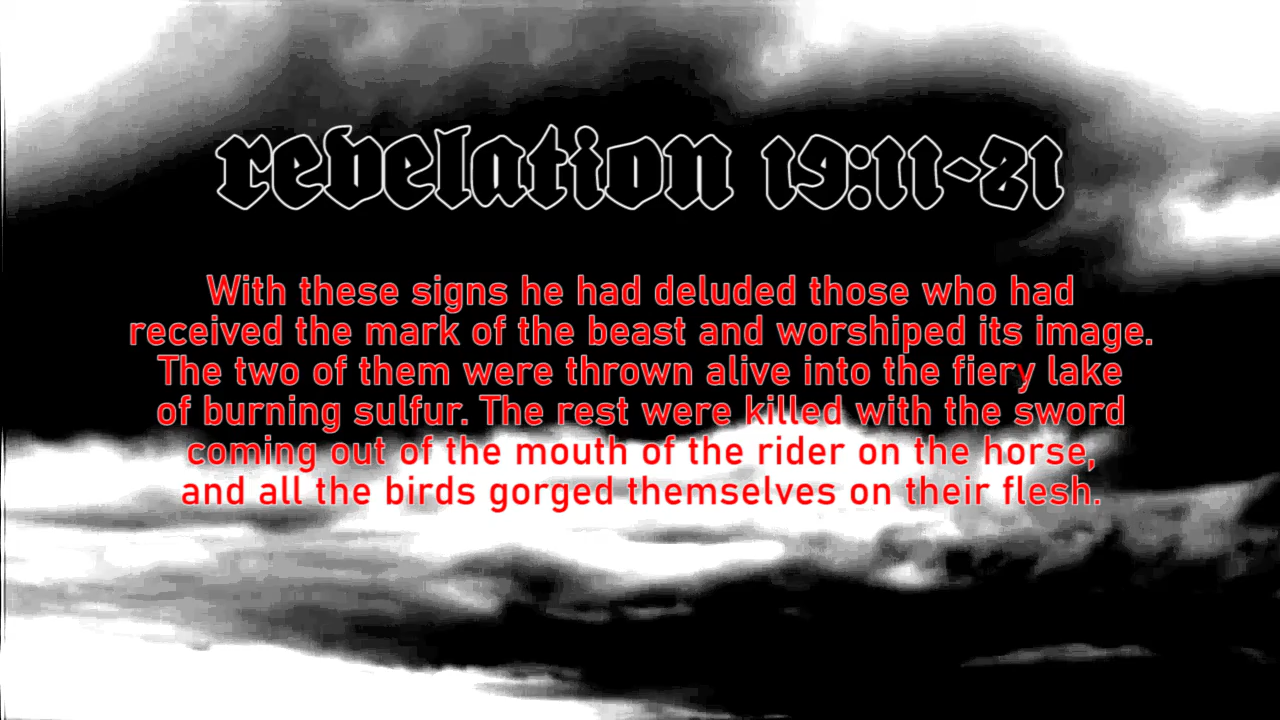 revelation 19:11-21
With these signs he had deluded those who had
received the mark of the beast and worshiped its image.
The two of them were thrown alive into the fiery lake
of burning sulfur. The rest were killed with the sword
coming out of the mouth of the rider on the horse,
and all the birds gorged themselves on their flesh.